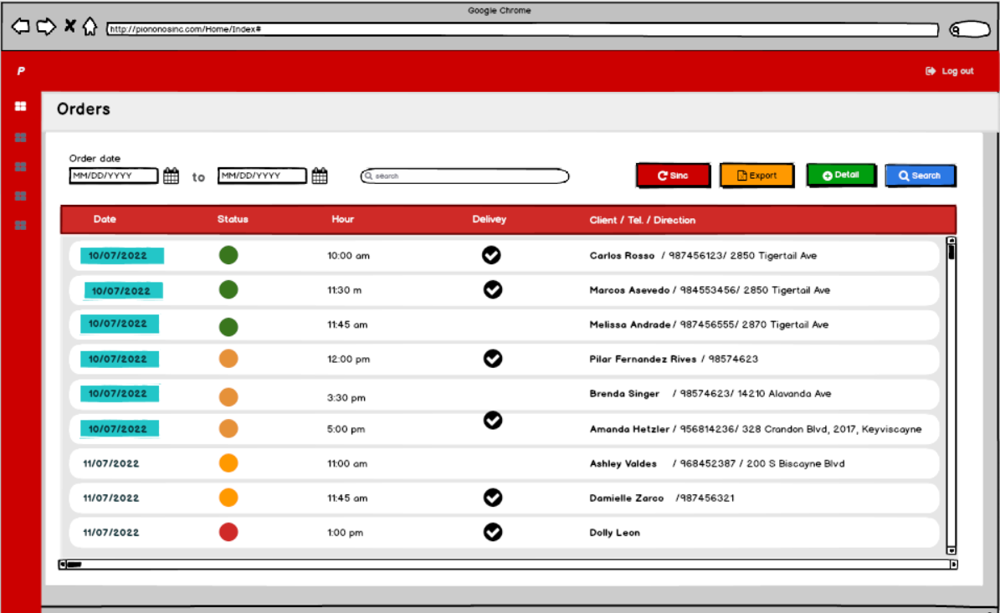 Google Chrome
http://piononosinc.com/Home/Index#
P
Log out
Orders
Order date
MM/DD/YYYY to MM/DD/YYYY search Sinc Export Detail Search
Date Status Hour Delivey Client / Tel. / Direction
10/07/2022 10:00 am Carlos Rosso / 987456123/ 2850 Tigertail Ave
10/07/2022 11:30 m Marcos Asevedo / 984553456/ 2850 Tigertail Ave
10/07/2022 11:45 am Melissa Andrade / 987456555/ 2870 Tigertail Ave
10/07/2022 12:00 pm Pilar Fernandez Rives / 98574623
10/07/2022 3:30 pm Brenda Singer / 98574623/ 14210 Alavanda Ave
10/07/2022 5:00 pm Amanda Hetzler / 956814236/ 328 Crandon Blvd, 2017, Keyviscayne
11/07/2022 11:00 am Ashley Valdes / 968452387 / 200 S Biscayne Blvd
11/07/2022 11:45 am Damielle Zarco /987456321
11/07/2022 1:00 pm Dolly Leon